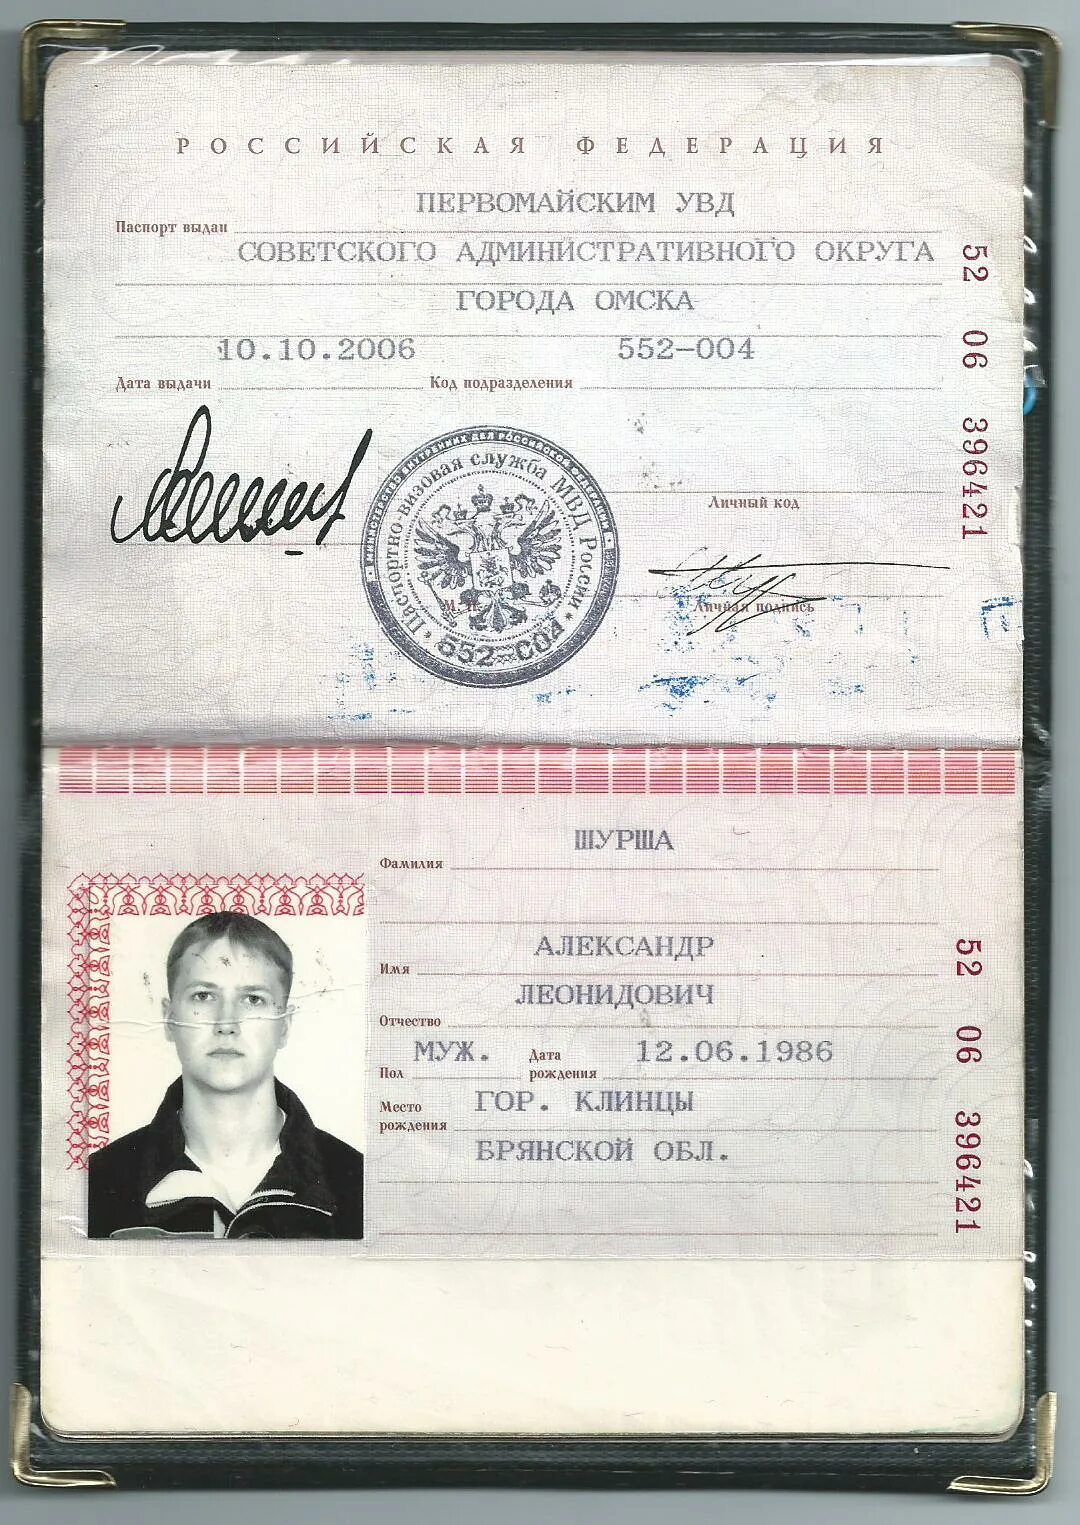 РОССИЙСКАЯ ФЕДЕРАЦИЯ
ПЕРВОМАЙСКИМ УВД
Паспорт выдан
СОВЕТСКОГО АДМИНИСТРАТИВНОГО ОКРУГА
ГОРОДА ОМСКА
10.10.2006 552-004
Дата выдачи Код подразделения
52 06 396421
Личный код
Паспортно-визовая служба МВД России
М.П.
Личная подпись
ШУРША
Фамилия
АЛЕКСАНДР
Имя
ЛЕОНИДОВИЧ
Отчество
МУЖ. Дата 12.06.1986
Пол рождения
Место ГОР. КЛИНЦЫ
рождения
БРЯНСКОЙ ОБЛ.
52 06 396421